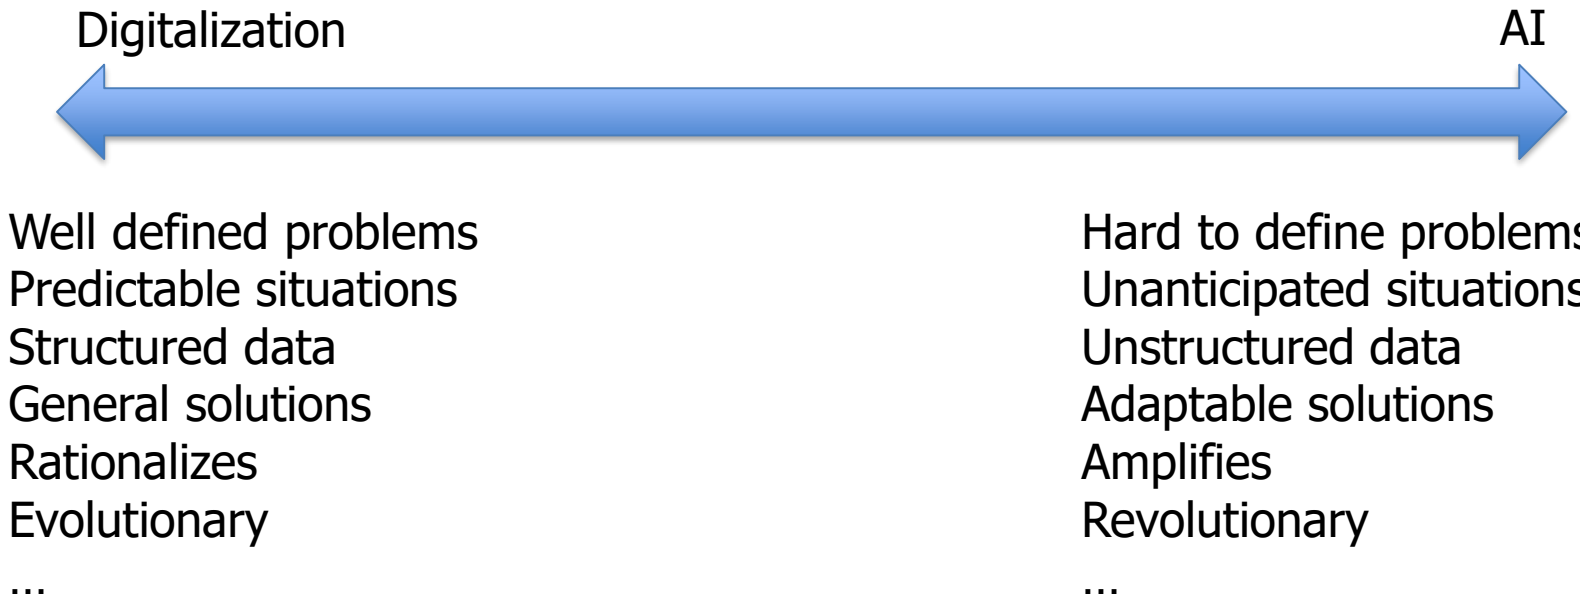 Digitalization
AI
Well defined problems
Predictable situations
Structured data
General solutions
Rationalizes
Evolutionary
...
Hard to define problems
Unanticipated situations
Unstructured data
Adaptable solutions
Amplifies
Revolutionary
...